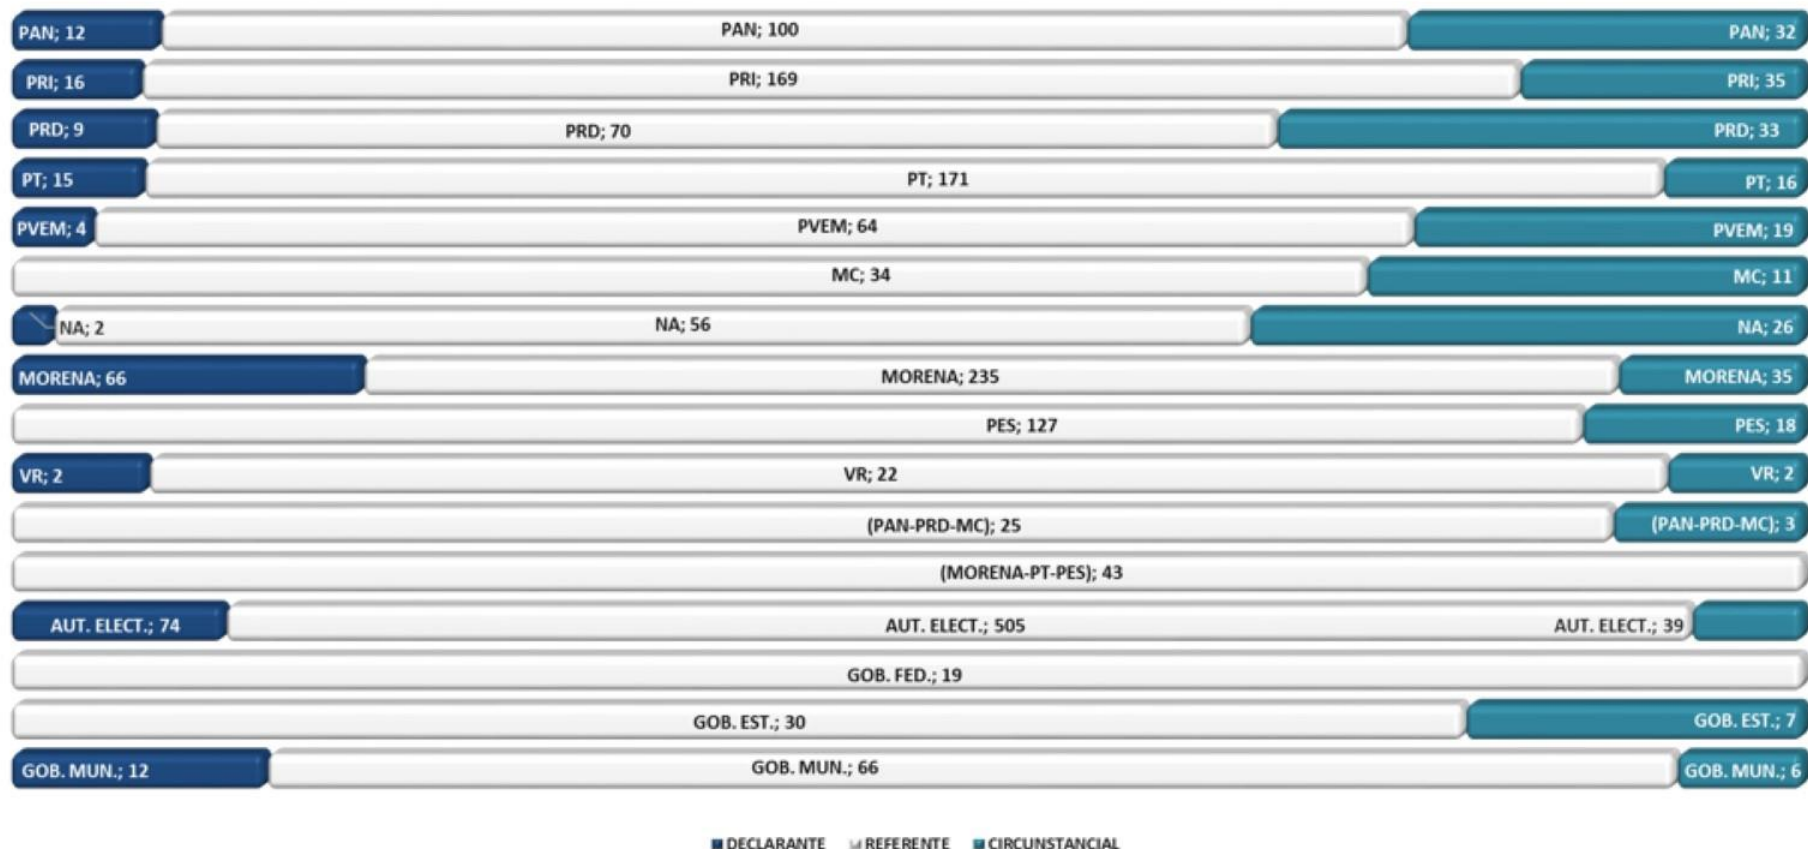 PAN; 12 PAN; 100 PAN; 32
PRI; 16 PRI; 169 PRI; 35
PRD; 9 PRD; 70 PRD; 33
PT; 15 PT; 171 PT; 16
PVEM; 4 PVEM; 64 PVEM; 19
MC; 34 MC; 11
NA; 2 NA; 56 NA; 26
MORENA; 66 MORENA; 235 MORENA; 35
PES; 127 PES; 18
VR; 2 VR; 22 VR; 2
(PAN-PRD-MC); 25 (PAN-PRD-MC); 3
(MORENA-PT-PES); 43
AUT. ELECT.; 74 AUT. ELECT.; 505 AUT. ELECT.; 39
GOB. FED.; 19
GOB. EST.; 30 GOB. EST.; 7
GOB. MUN.; 12 GOB. MUN.; 66 GOB. MUN.; 6
DECLARANTE REFERENTE CIRCUNSTANCIAL